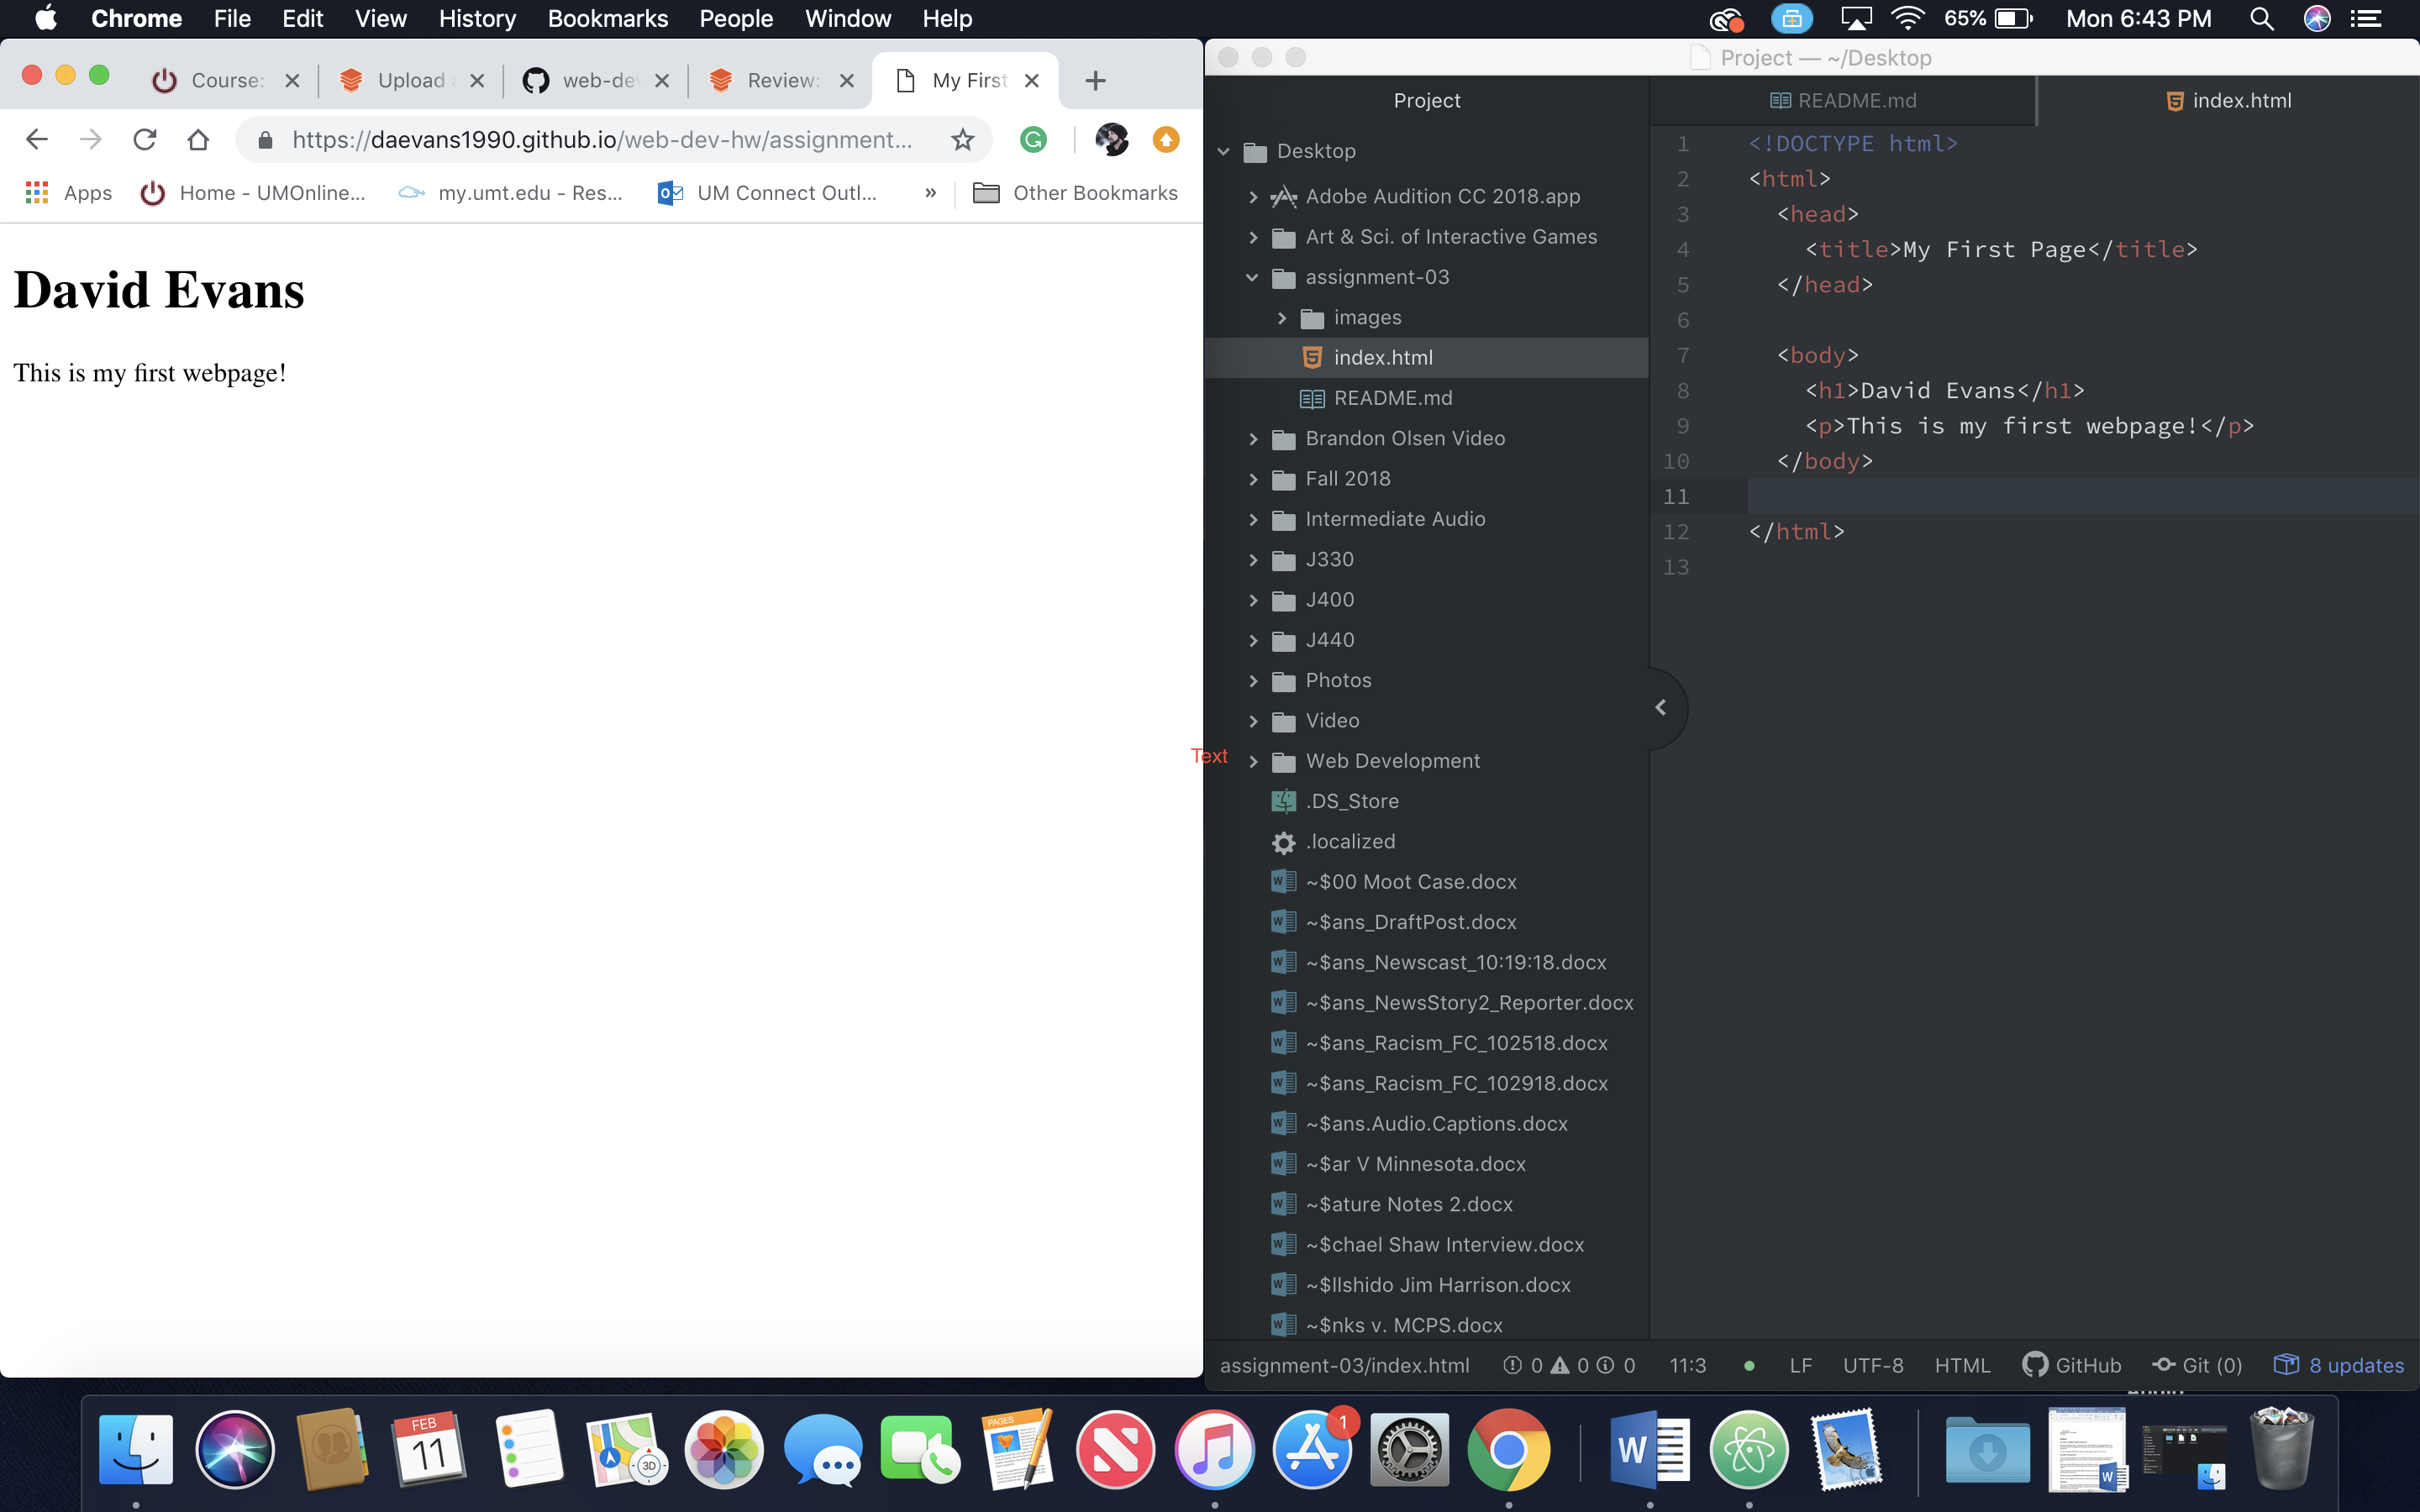 Chrome File Edit View History Bookmarks People Window Help 65% Mon 6:43 PM
Course: Upload a web-dev Review: My First
https://daevans1990.github.io/web-dev-hw/assignment...
Apps Home - UMOnline... my.umt.edu - Res... UM Connect Outl... » Other Bookmarks
David Evans
This is my first webpage!
Text
Project — ~/Desktop
Project
Desktop
Adobe Audition CC 2018.app
Art & Sci. of Interactive Games
assignment-03
images
index.html
README.md
Brandon Olsen Video
Fall 2018
Intermediate Audio
J330
J400
J440
Photos
Video
Web Development
.DS_Store
.localized
~$00 Moot Case.docx
~$ans_DraftPost.docx
~$ans_Newscast_10:19:18.docx
~$ans_NewsStory2_Reporter.docx
~$ans_Racism_FC_102518.docx
~$ans_Racism_FC_102918.docx
~$ans.Audio.Captions.docx
~$ar V Minnesota.docx
~$ature Notes 2.docx
~$chael Shaw Interview.docx
~$llshido Jim Harrison.docx
~$nks v. MCPS.docx
README.md index.html
1 <!DOCTYPE html>
2 <html>
3 <head>
4 <title>My First Page</title>
5 </head>
6
7 <body>
8 <h1>David Evans</h1>
9 <p>This is my first webpage!</p>
10 </body>
11
12 </html>
13
assignment-03/index.html 0 0 0 11:3 LF UTF-8 HTML GitHub Git (0) 8 updates
FEB
11
3D
PAGES
1
W
W